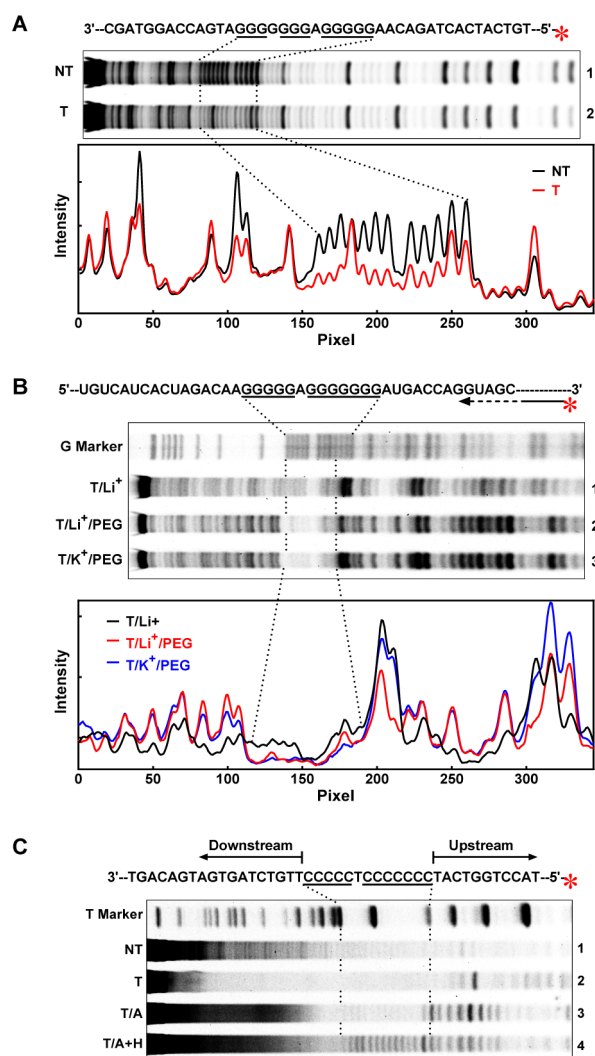 A
3'--CGATGGACCAGTAGGGGGGGAGGGGGAACAGATCACTACTGT--5'-*
NT 1
T 2
Intensity
NT
T
0 50 100 150 200 250 300
Pixel
B
5'--UGUCAUCACUAGACAAGGGGGAGGGGGGGAUGACCAGGUAGC-----------3'
*
G Marker
T/Li+ 1
T/Li+/PEG 2
T/K+/PEG 3
T/Li+
T/Li+/PEG
T/K+/PEG
Intensity
0 50 100 150 200 250 300
Pixel
C
Downstream Upstream
3'--TGACAGTAGTGATCTGTTCCCCCTCCCCCCCTACTGGTCCAT--5'-*
T Marker
NT 1
T 2
T/A 3
T/A+H 4